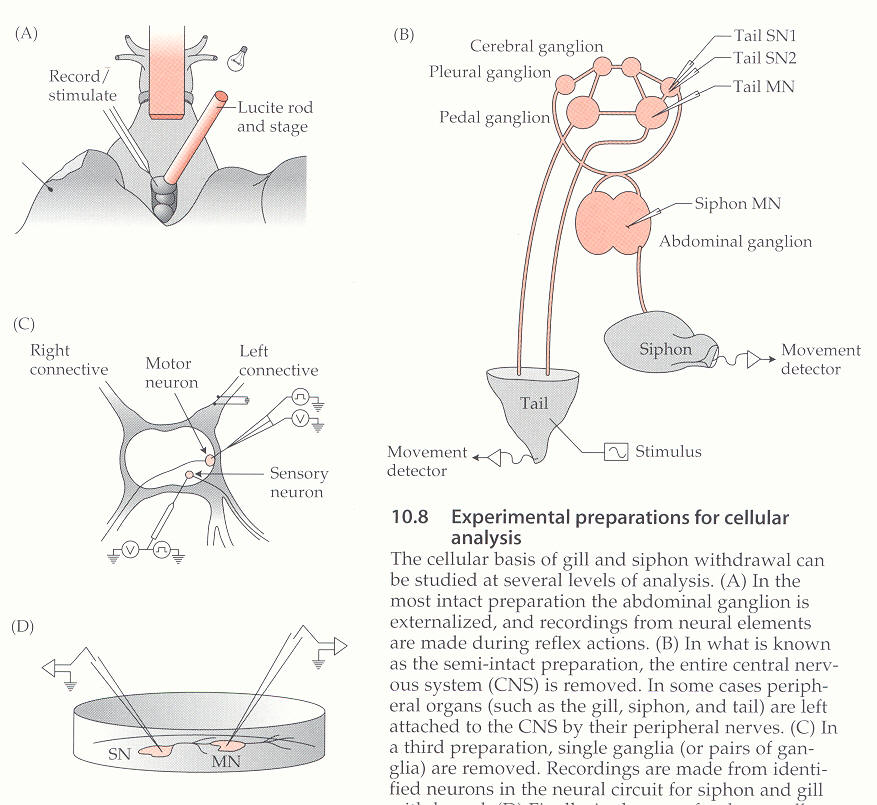 (A)
Record/
stimulate
Lucite rod
and stage
(B)
Cerebral ganglion
Pleural ganglion
Pedal ganglion
Tail SN1
Tail SN2
Tail MN
Siphon MN
Abdominal ganglion
Siphon
Movement
detector
Tail
Movement
detector
Stimulus
(C)
Right
connective
Motor
neuron
Left
connective
V
Sensory
neuron
V
(D)
SN
MN
10.8 Experimental preparations for cellular
analysis
The cellular basis of gill and siphon withdrawal can
be studied at several levels of analysis. (A) In the
most intact preparation the abdominal ganglion is
externalized, and recordings from neural elements
are made during reflex actions. (B) In what is known
as the semi-intact preparation, the entire central nerv-
ous system (CNS) is removed. In some cases periph-
eral organs (such as the gill, siphon, and tail) are left
attached to the CNS by their peripheral nerves. (C) In
a third preparation, single ganglia (or pairs of gan-
glia) are removed. Recordings are made from identi-
fied neurons in the neural circuit for siphon and gill